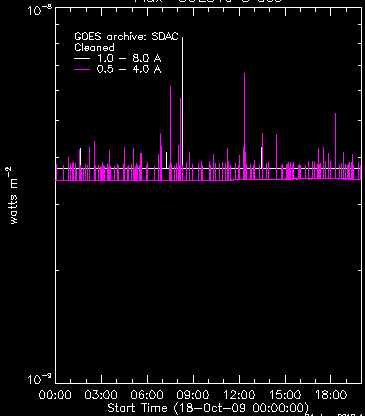 10⁻⁸
GOES archive: SDAC
Cleaned
1.0 - 8.0 A
0.5 - 4.0 A
watts m⁻²
10⁻⁹
00:00 03:00 06:00 09:00 12:00 15:00 18:00
Start Time (18-Oct-09 00:00:00)